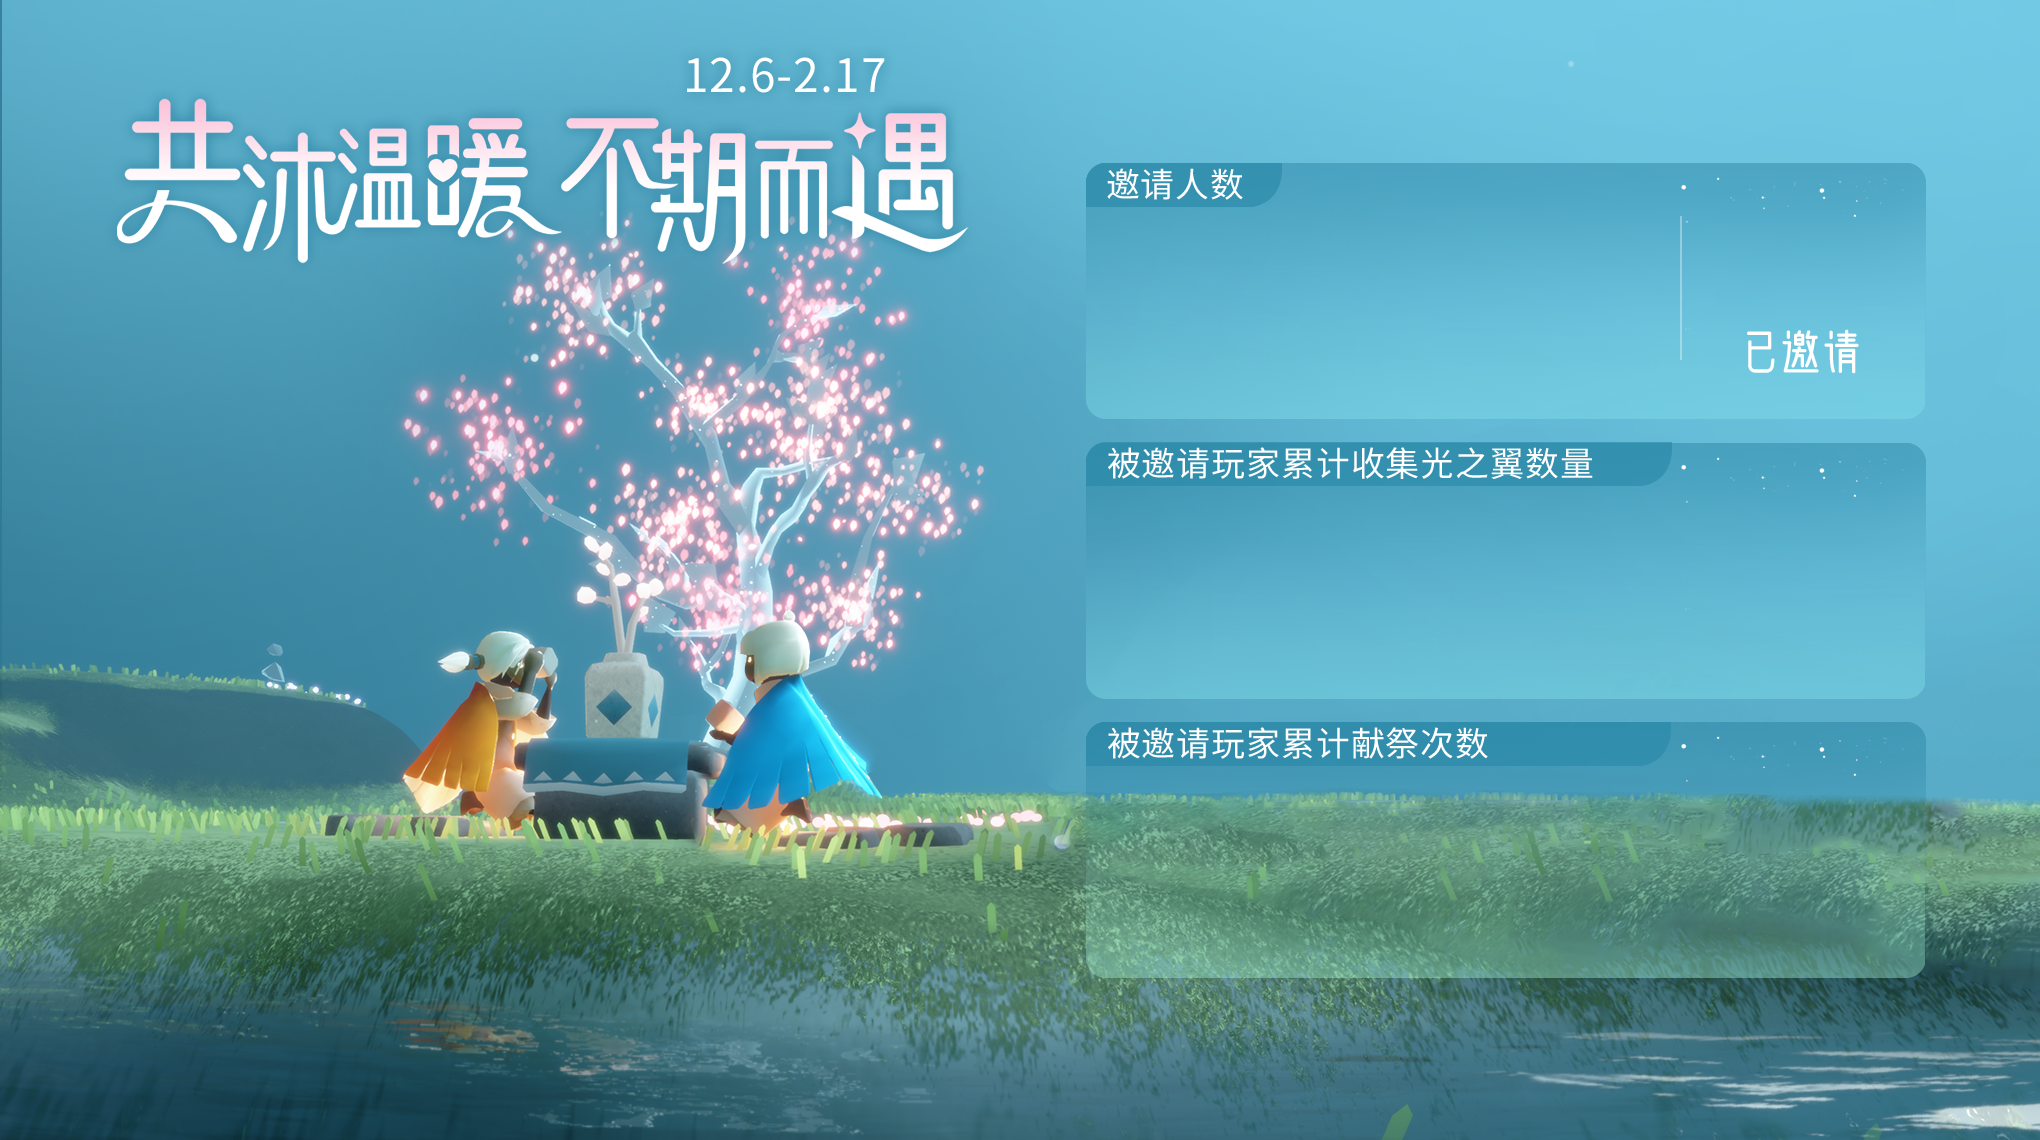 12.6-2.17
共沐温暖 不期而遇
邀请人数
已邀请
被邀请玩家累计收集光之翼数量
被邀请玩家累计献祭次数